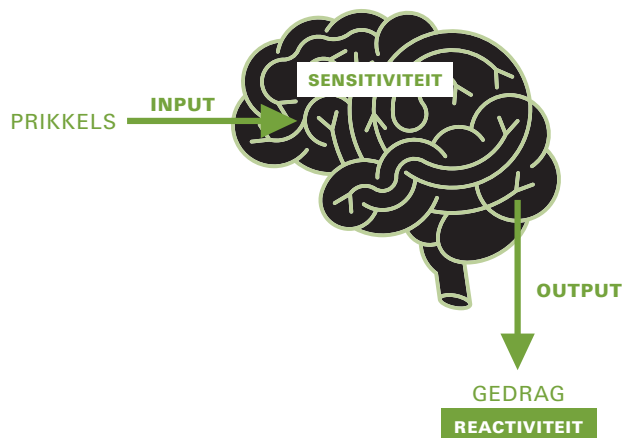 SENSITIVITEIT
INPUT
PRIKKELS
OUTPUT
GEDRAG
REACTIVITEIT